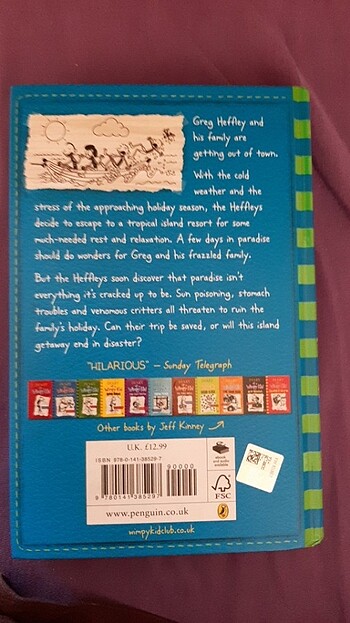 Greg Heffley and
his family are
getting out of town.
With the cold
weather and the
stress of the approaching holiday season, the Heffleys
decide to escape to a tropical island resort for some
much-needed rest and relaxation. A few days in paradise
should do wonders for Greg and his frazzled family.
But the Heffleys soon discover that paradise isn't
everything it's cracked up to be. Sun poisoning, stomach
troubles and venomous critters all threaten to ruin the
family's holiday. Can their trip be saved, or will this island
getaway end in disaster?
"HILARIOUS" – Sunday Telegraph
Other books by Jeff Kinney
U.K. £12.99
ISBN 978-0-141-38529-7
90000
9 780141 385297
FSC
www.penguin.co.uk
wimpykidclub.co.uk